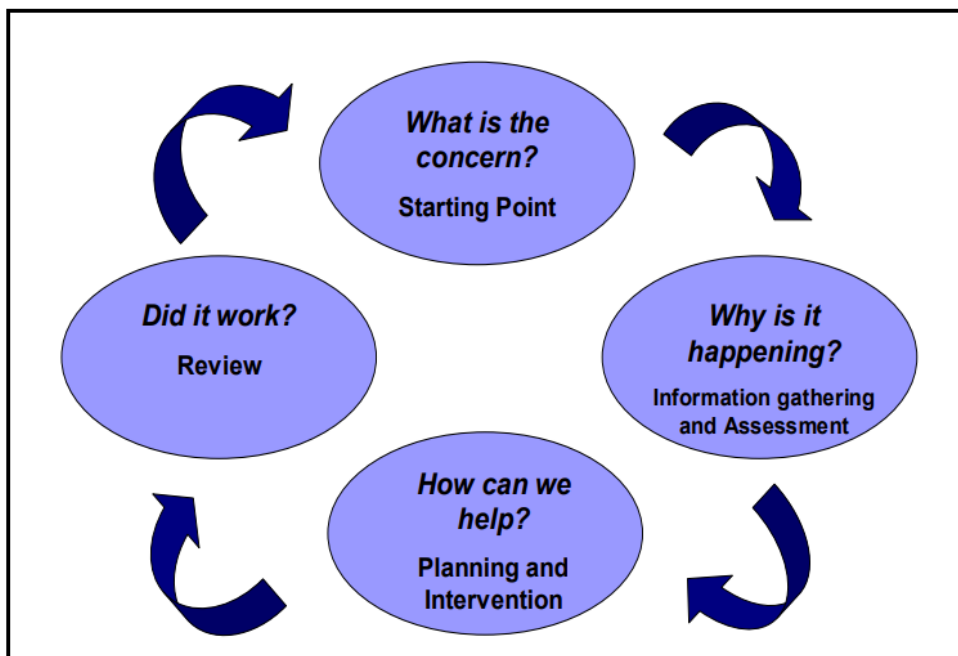 What is the
concern?
Starting Point
Why is it
happening?
Information gathering
and Assessment
How can we
help?
Planning and
Intervention
Did it work?
Review